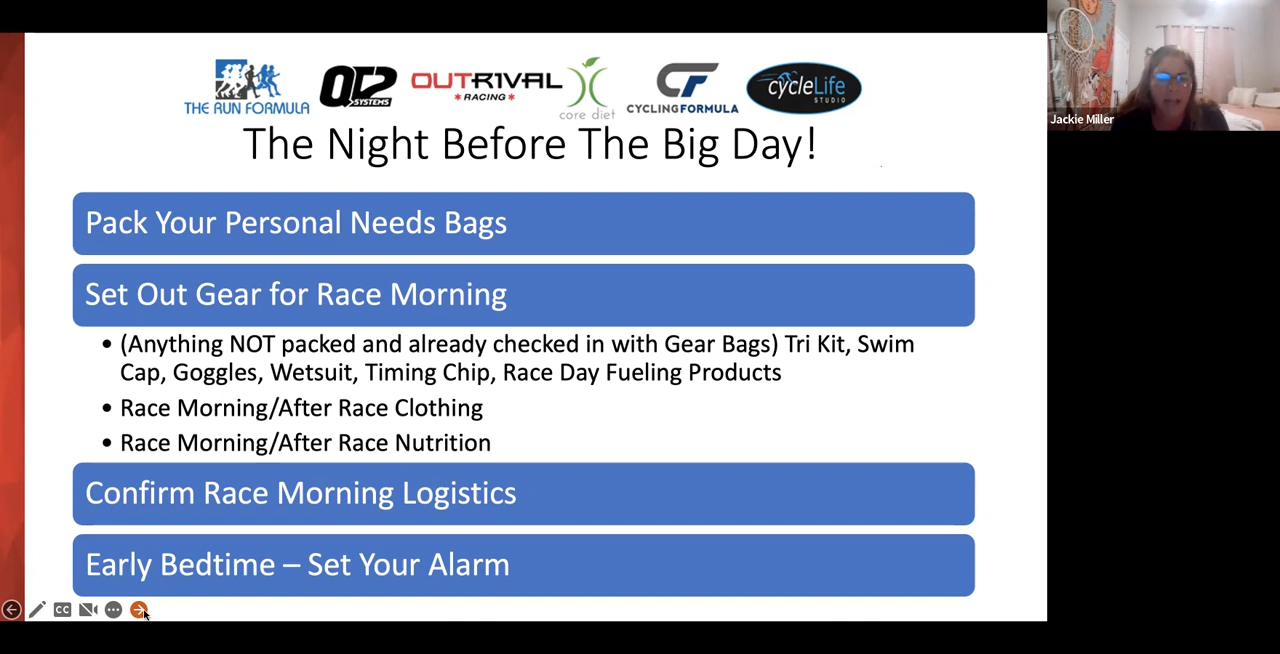 THE RUN FORMULA
QT2
SYSTEMS
OUTRIVAL
RACING
core diet
CF
CYCLINGFORMULA
cycleLife
STUDIO
Jackie Miller
The Night Before The Big Day!
Pack Your Personal Needs Bags
Set Out Gear for Race Morning
• (Anything NOT packed and already checked in with Gear Bags) Tri Kit, Swim
Cap, Goggles, Wetsuit, Timing Chip, Race Day Fueling Products
• Race Morning/After Race Clothing
• Race Morning/After Race Nutrition
Confirm Race Morning Logistics
Early Bedtime – Set Your Alarm
CC